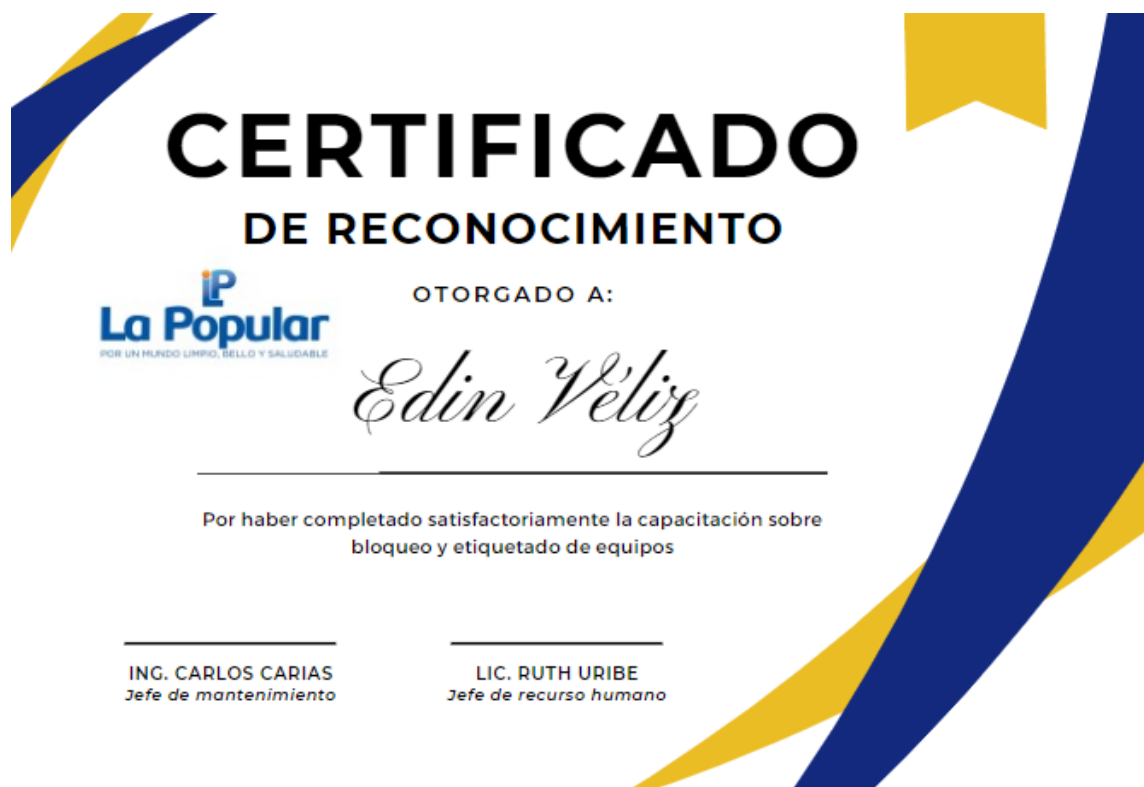 CERTIFICADO
DE RECONOCIMIENTO
OTORGADO A:
LP
La Popular
POR UN MUNDO LIMPIO, BELLO Y SALUDABLE
Edin Véliz
Por haber completado satisfactoriamente la capacitación sobre
bloqueo y etiquetado de equipos
ING. CARLOS CARIAS
Jefe de mantenimiento
LIC. RUTH URIBE
Jefe de recurso humano